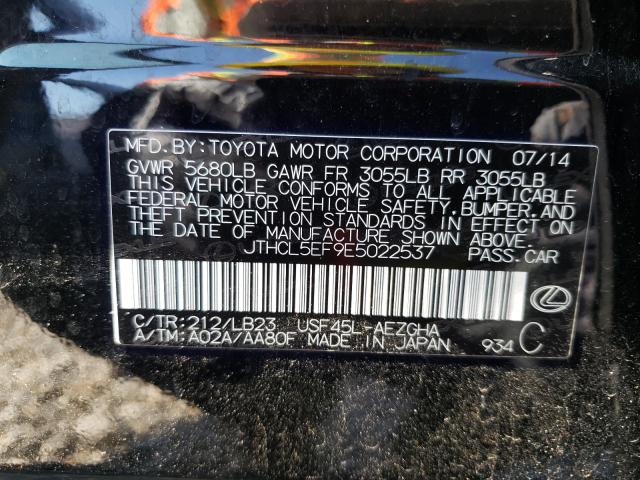 MFD. BY: TOYOTA MOTOR CORPORATION 07/14
GVWR 5680LB GAWR FR 3055LB RR 3055LB
THIS VEHICLE CONFORMS TO ALL APPLICABLE
FEDERAL MOTOR VEHICLE SAFETY, BUMPER, AND
THEFT PREVENTION STANDARDS IN EFFECT ON
THE DATE OF MANUFACTURE SHOWN ABOVE.
JTHCL5EF9E5022537 PASS.CAR
C/TR:212/LB23 USF45L-AEZGHA
A/TM:A02A/AA80F MADE IN JAPAN 934 C